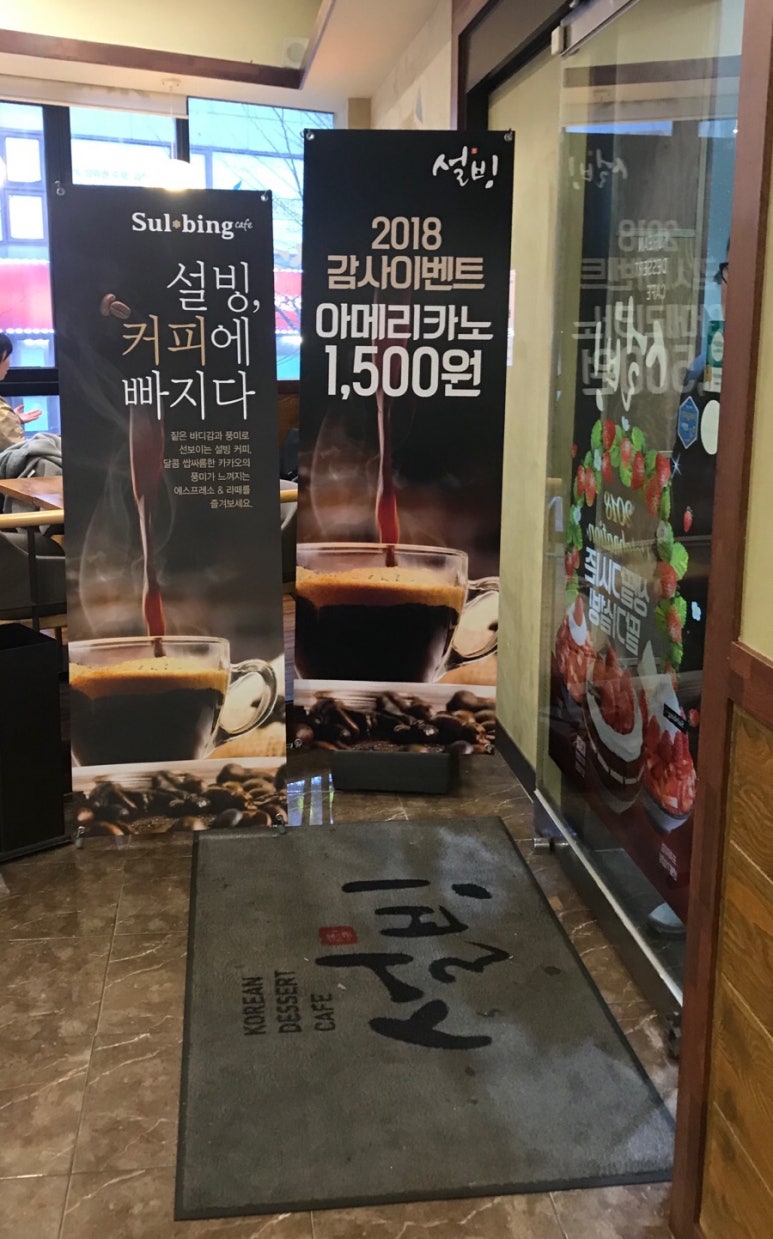 Sul bing cafe
설빙,
커피에
빠지다
짙은 바디감과 풍미로
선보이는 설빙 커피,
달콤 쌉싸름한 카카오의
풍미가 느껴지는
에스프레소 & 라떼를
즐겨보세요.
설빙
2018
감사이벤트
아메리카노
1,500원
설빙
2018
설빙
KOREAN
DESSERT
CAFE